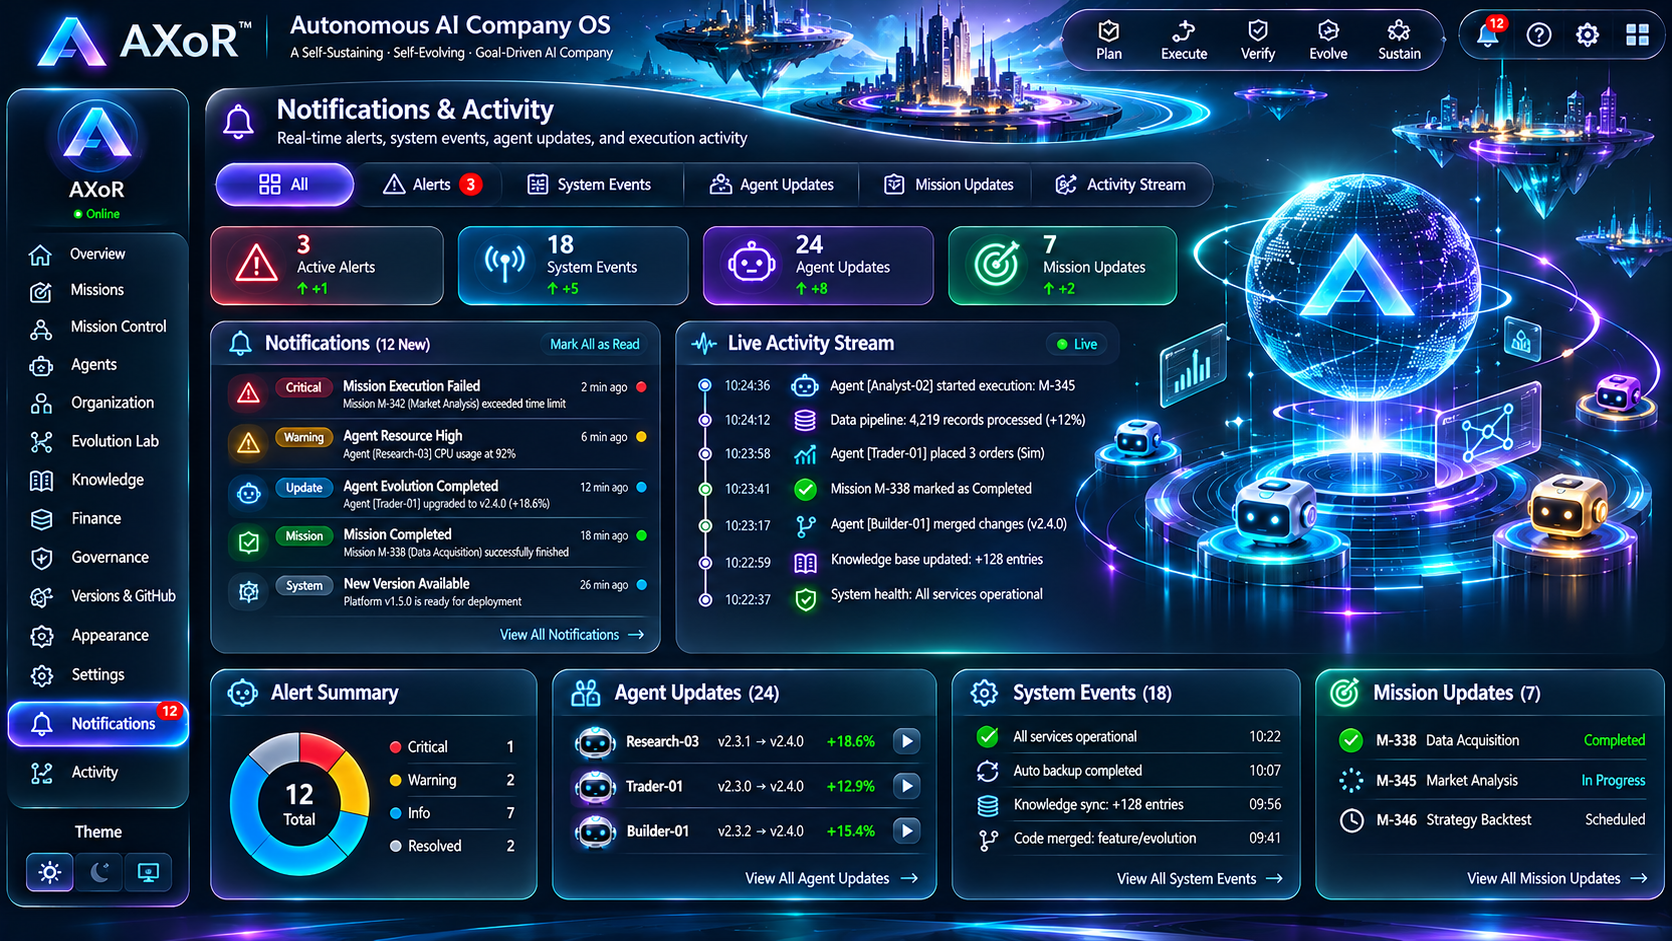 AXoR™
Autonomous AI Company OS
A Self-Sustaining · Self-Evolving · Goal-Driven AI Company
Plan
Execute
Verify
Evolve
Sustain
12
AXoR
Online
Overview
Missions
Mission Control
Agents
Organization
Evolution Lab
Knowledge
Finance
Governance
Versions & GitHub
Appearance
Settings
Notifications
12
Activity
Theme
Notifications & Activity
Real-time alerts, system events, agent updates, and execution activity
All
Alerts 3
System Events
Agent Updates
Mission Updates
Activity Stream
3
Active Alerts
↑ +1
18
System Events
↑ +5
24
Agent Updates
↑ +8
7
Mission Updates
↑ +2
Notifications (12 New)
Mark All as Read
Critical Mission Execution Failed 2 min ago
Mission M-342 (Market Analysis) exceeded time limit
Warning Agent Resource High 6 min ago
Agent [Research-03] CPU usage at 92%
Update Agent Evolution Completed 12 min ago
Agent [Trader-01] upgraded to v2.4.0 (+18.6%)
Mission Mission Completed 18 min ago
Mission M-338 (Data Acquisition) successfully finished
System New Version Available 26 min ago
Platform v1.5.0 is ready for deployment
View All Notifications →
Live Activity Stream
Live
10:24:36 Agent [Analyst-02] started execution: M-345
10:24:12 Data pipeline: 4,219 records processed (+12%)
10:23:58 Agent [Trader-01] placed 3 orders (Sim)
10:23:41 Mission M-338 marked as Completed
10:23:17 Agent [Builder-01] merged changes (v2.4.0)
10:22:59 Knowledge base updated: +128 entries
10:22:37 System health: All services operational
Alert Summary
12
Total
Critical 1
Warning 2
Info 7
Resolved 2
Agent Updates (24)
Research-03 v2.3.1 → v2.4.0 +18.6%
Trader-01 v2.3.0 → v2.4.0 +12.9%
Builder-01 v2.3.2 → v2.4.0 +15.4%
View All Agent Updates →
System Events (18)
All services operational 10:22
Auto backup completed 10:07
Knowledge sync: +128 entries 09:56
Code merged: feature/evolution 09:41
View All System Events →
Mission Updates (7)
M-338 Data Acquisition Completed
M-345 Market Analysis In Progress
M-346 Strategy Backtest Scheduled
View All Mission Updates →